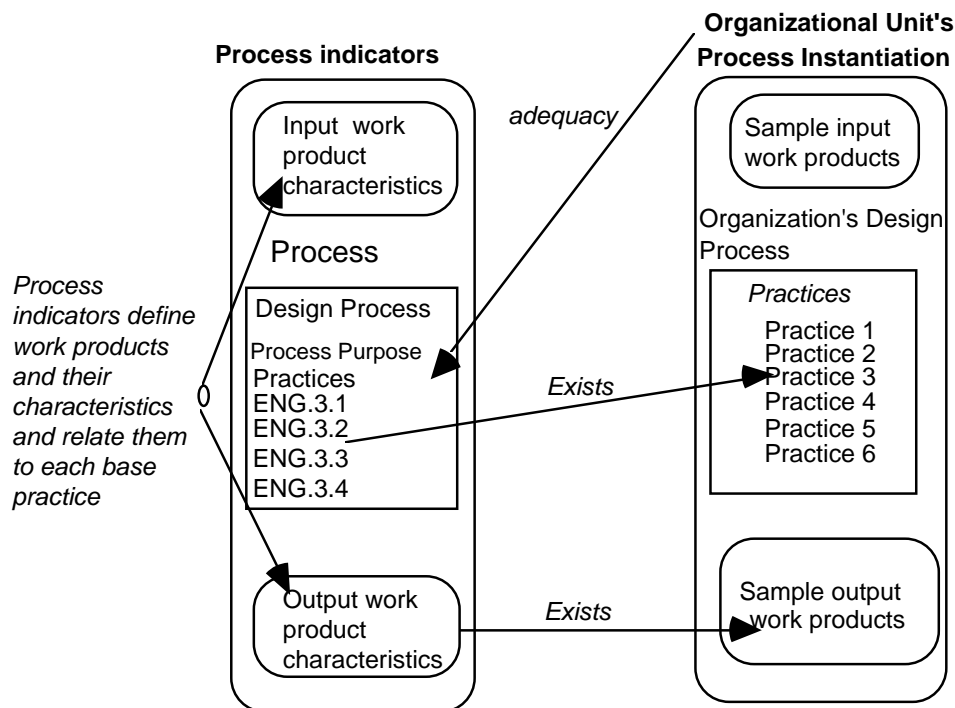 Process indicators
Input work
product
characteristics
Process
Design Process
Process Purpose
Practices
ENG.3.1
ENG.3.2
ENG.3.3
ENG.3.4
Output work
product
characteristics
Process
indicators define
work products
and their
characteristics
and relate them
to each base
practice
adequacy
Exists
Exists
Organizational Unit's
Process Instantiation
Sample input
work products
Organization's Design
Process
Practices
Practice 1
Practice 2
Practice 3
Practice 4
Practice 5
Practice 6
Sample output
work products